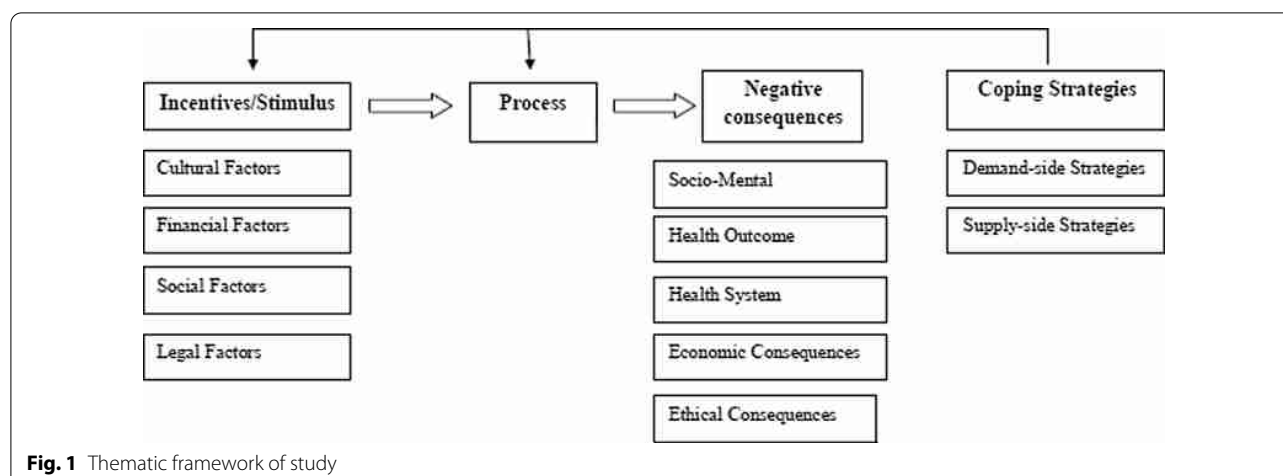 Incentives/Stimulus
Process
Negative
consequences
Coping Strategies
Cultural Factors
Financial Factors
Social Factors
Legal Factors
Socio-Mental
Health Outcome
Health System
Economic Consequences
Ethical Consequences
Demand-side Strategies
Supply-side Strategies
Fig. 1 Thematic framework of study